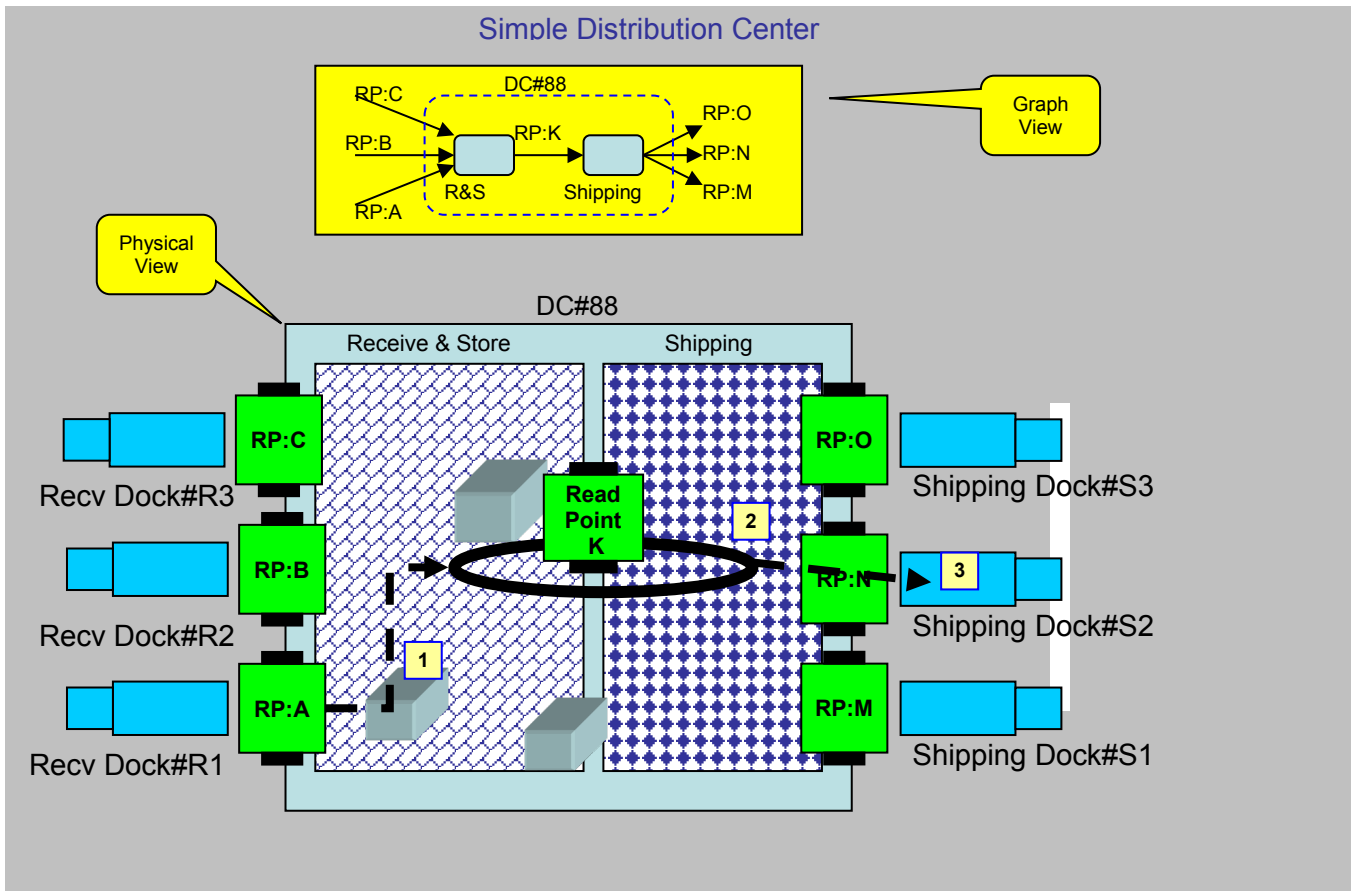 Simple Distribution Center
DC#88
RP:C
RP:O
RP:K
RP:B
RP:N
R&S
Shipping
RP:M
RP:A
Graph
View
Physical
View
DC#88
Receive & Store
Shipping
RP:C
RP:O
Recv Dock#R3
Shipping Dock#S3
Read
Point
K
2
RP:B
RP:N
3
Recv Dock#R2
Shipping Dock#S2
1
RP:A
RP:M
Recv Dock#R1
Shipping Dock#S1